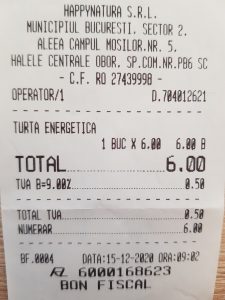 HAPPYNATURA S.R.L.
MUNICIPIUL BUCURESTI, SECTOR 2,
ALEEA CAMPUL MOSILOR, NR. 5,
HALELE CENTRALE OBOR, SP.COM.NR.PB6 SC
- C.F. RO 27439998 -
OPERATOR/1 D.704012621
TURTA ENERGETICA
1 BUC X 6.00 6.00 B
TOTAL 6.00
TVA B=9.00% 0.50
TOTAL TVA 0.50
NUMERAR 6.00
BF.0004 DATA:15-12-2020 ORA:09:02
6000168623
BON FISCAL